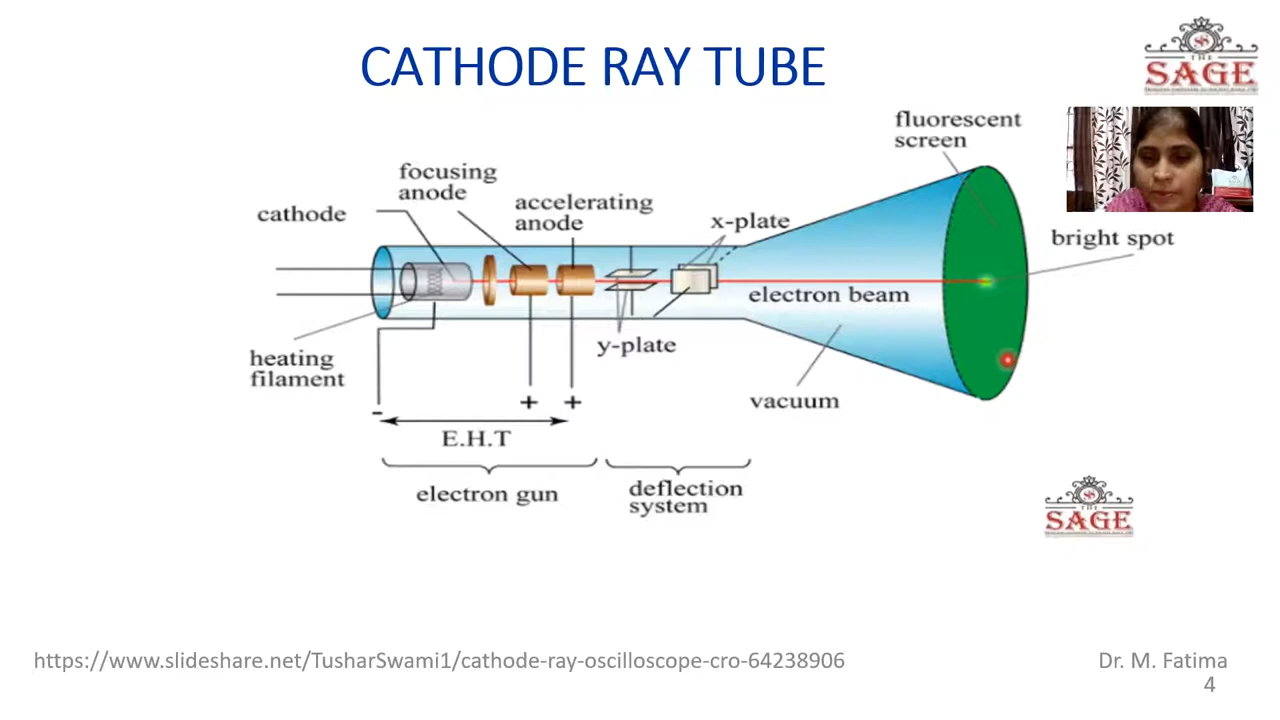 CATHODE RAY TUBE
THE
SAGE
fluorescent
screen
focusing
anode
accelerating
anode
cathode
x-plate
bright spot
electron beam
y-plate
heating
filament
vacuum
-
+
+
E.H.T
electron gun
deflection
system
THE
SAGE
https://www.slideshare.net/TusharSwami1/cathode-ray-oscilloscope-cro-64238906
Dr. M. Fatima
4